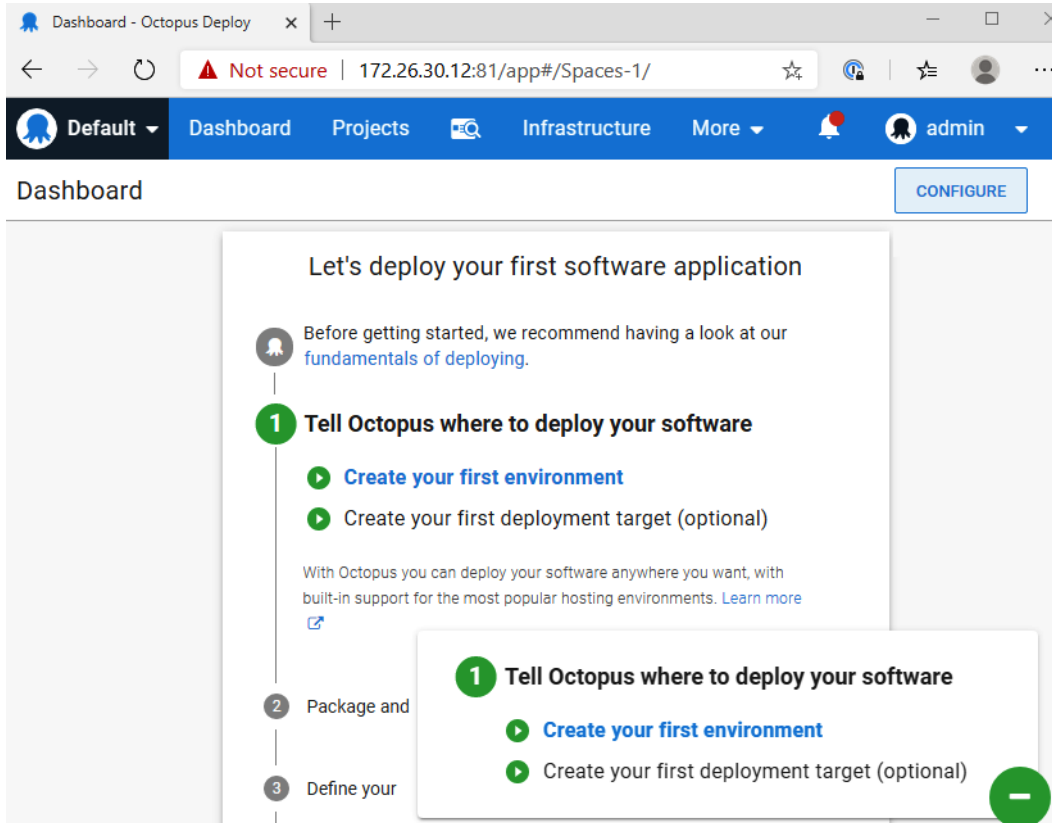 Dashboard - Octopus Deploy
Not secure | 172.26.30.12:81/app#/Spaces-1/
Default Dashboard Projects Infrastructure More admin
Dashboard
CONFIGURE
Let's deploy your first software application
Before getting started, we recommend having a look at our
fundamentals of deploying.
1 Tell Octopus where to deploy your software
Create your first environment
Create your first deployment target (optional)
With Octopus you can deploy your software anywhere you want, with
built-in support for the most popular hosting environments. Learn more
2 Package and
3 Define your
1 Tell Octopus where to deploy your software
Create your first environment
Create your first deployment target (optional)